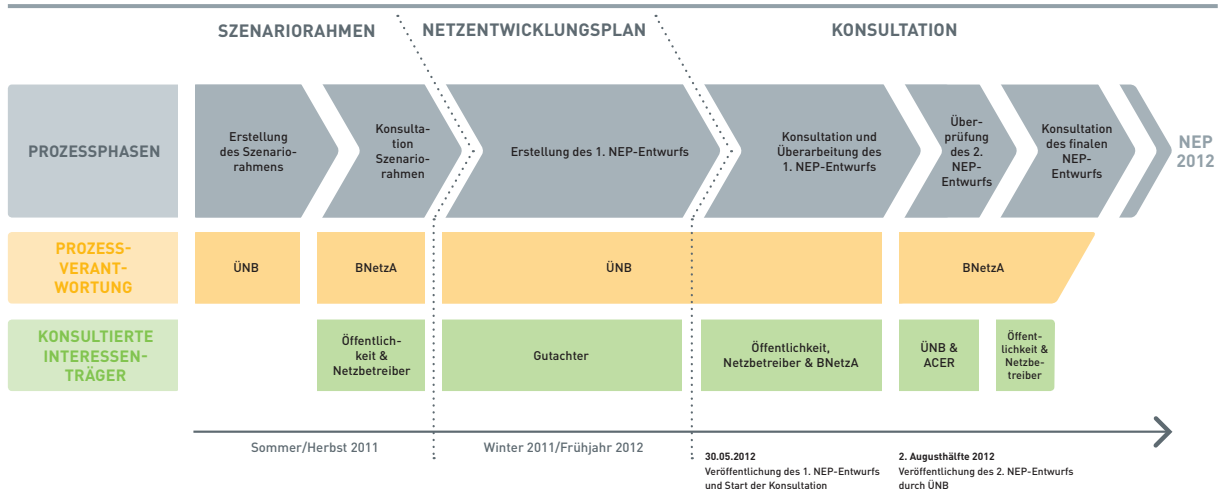 SZENARIORAHMEN
NETZENTWICKLUNGSPLAN
KONSULTATION
PROZESSPHASEN
Erstellung
des Szenario-
rahmens
Konsulta-
tion
Szenario-
rahmen
Erstellung des 1. NEP-Entwurfs
Konsultation und
Überarbeitung des
1. NEP-Entwurfs
Über-
prüfung
des 2.
NEP-
Entwurfs
Konsultation
des finalen
NEP-
Entwurfs
NEP
2012
PROZESS-
VERANT-
WORTUNG
ÜNB
BNetzA
ÜNB
BNetzA
KONSULTIERTE
INTERESSEN-
TRÄGER
Öffentlich-
keit &
Netzbetreiber
Gutachter
Öffentlichkeit,
Netzbetreiber & BNetzA
ÜNB &
ACER
Öffent-
lichkeit &
Netzbe-
treiber
Sommer/Herbst 2011
Winter 2011/Frühjahr 2012
30.05.2012
Veröffentlichung des 1. NEP-Entwurfs
und Start der Konsultation
2. Augusthälfte 2012
Veröffentlichung des 2. NEP-Entwurfs
durch ÜNB